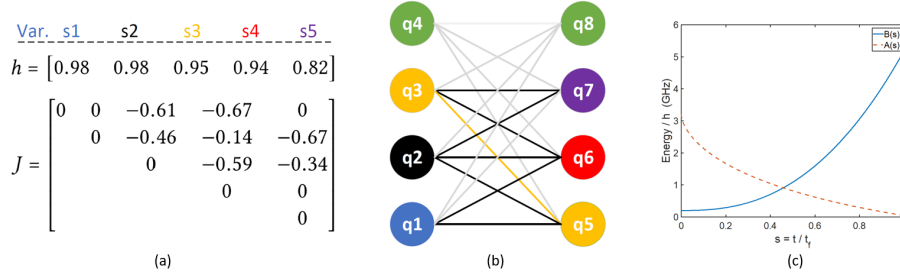 Var. s1 s2 s3 s4 s5
h = [0.98 0.98 0.95 0.94 0.82]
J = [0 0 −0.61 −0.67 0
0 −0.46 −0.14 −0.67
0 −0.59 −0.34
0 0
0]
(a)
q4 q8
q3 q7
q2 q6
q1 q5
(b)
B(s)
A(s)
Energy / h (GHz)
6
5
4
3
2
1
0
0 0.2 0.4 0.6 0.8
s = t / t_f
(c)